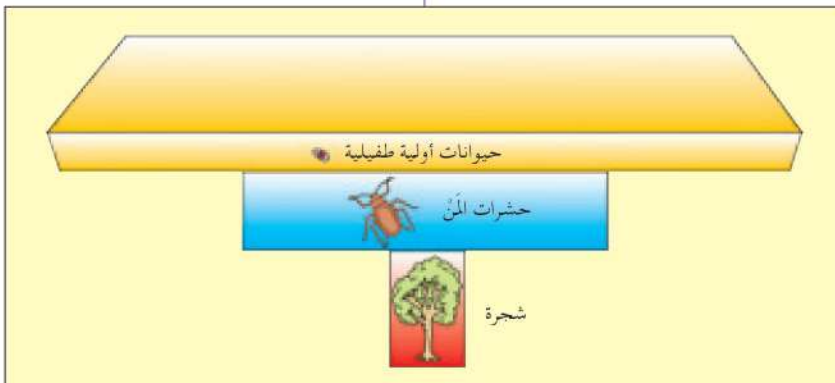 حيوانات أولية طفيلية
حشرات المَنْ
شجرة